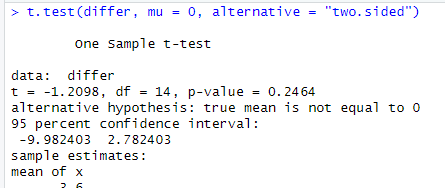 > t.test(differ, mu = 0, alternative = "two.sided")
One Sample t-test
data: differ
t = -1.2098, df = 14, p-value = 0.2464
alternative hypothesis: true mean is not equal to 0
95 percent confidence interval:
-9.982403 2.782403
sample estimates:
mean of x